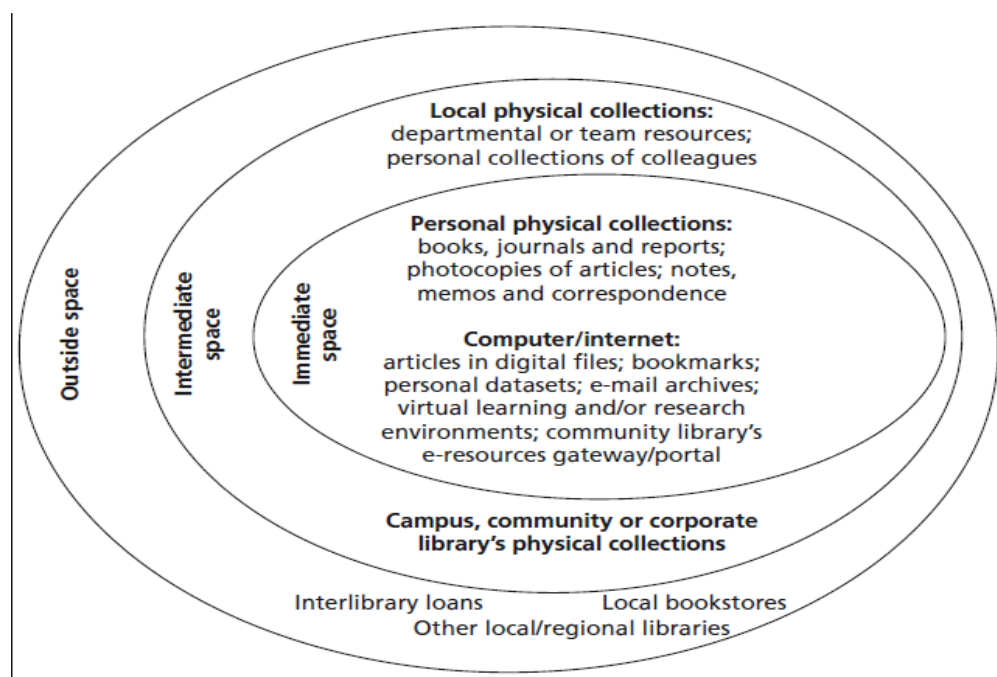 Local physical collections:
departmental or team resources;
personal collections of colleagues
Personal physical collections:
books, journals and reports;
photocopies of articles; notes,
memos and correspondence
Outside space
Intermediate
space
Immediate
space
Computer/internet:
articles in digital files; bookmarks;
personal datasets; e-mail archives;
virtual learning and/or research
environments; community library's
e-resources gateway/portal
Campus, community or corporate
library's physical collections
Interlibrary loans
Local bookstores
Other local/regional libraries